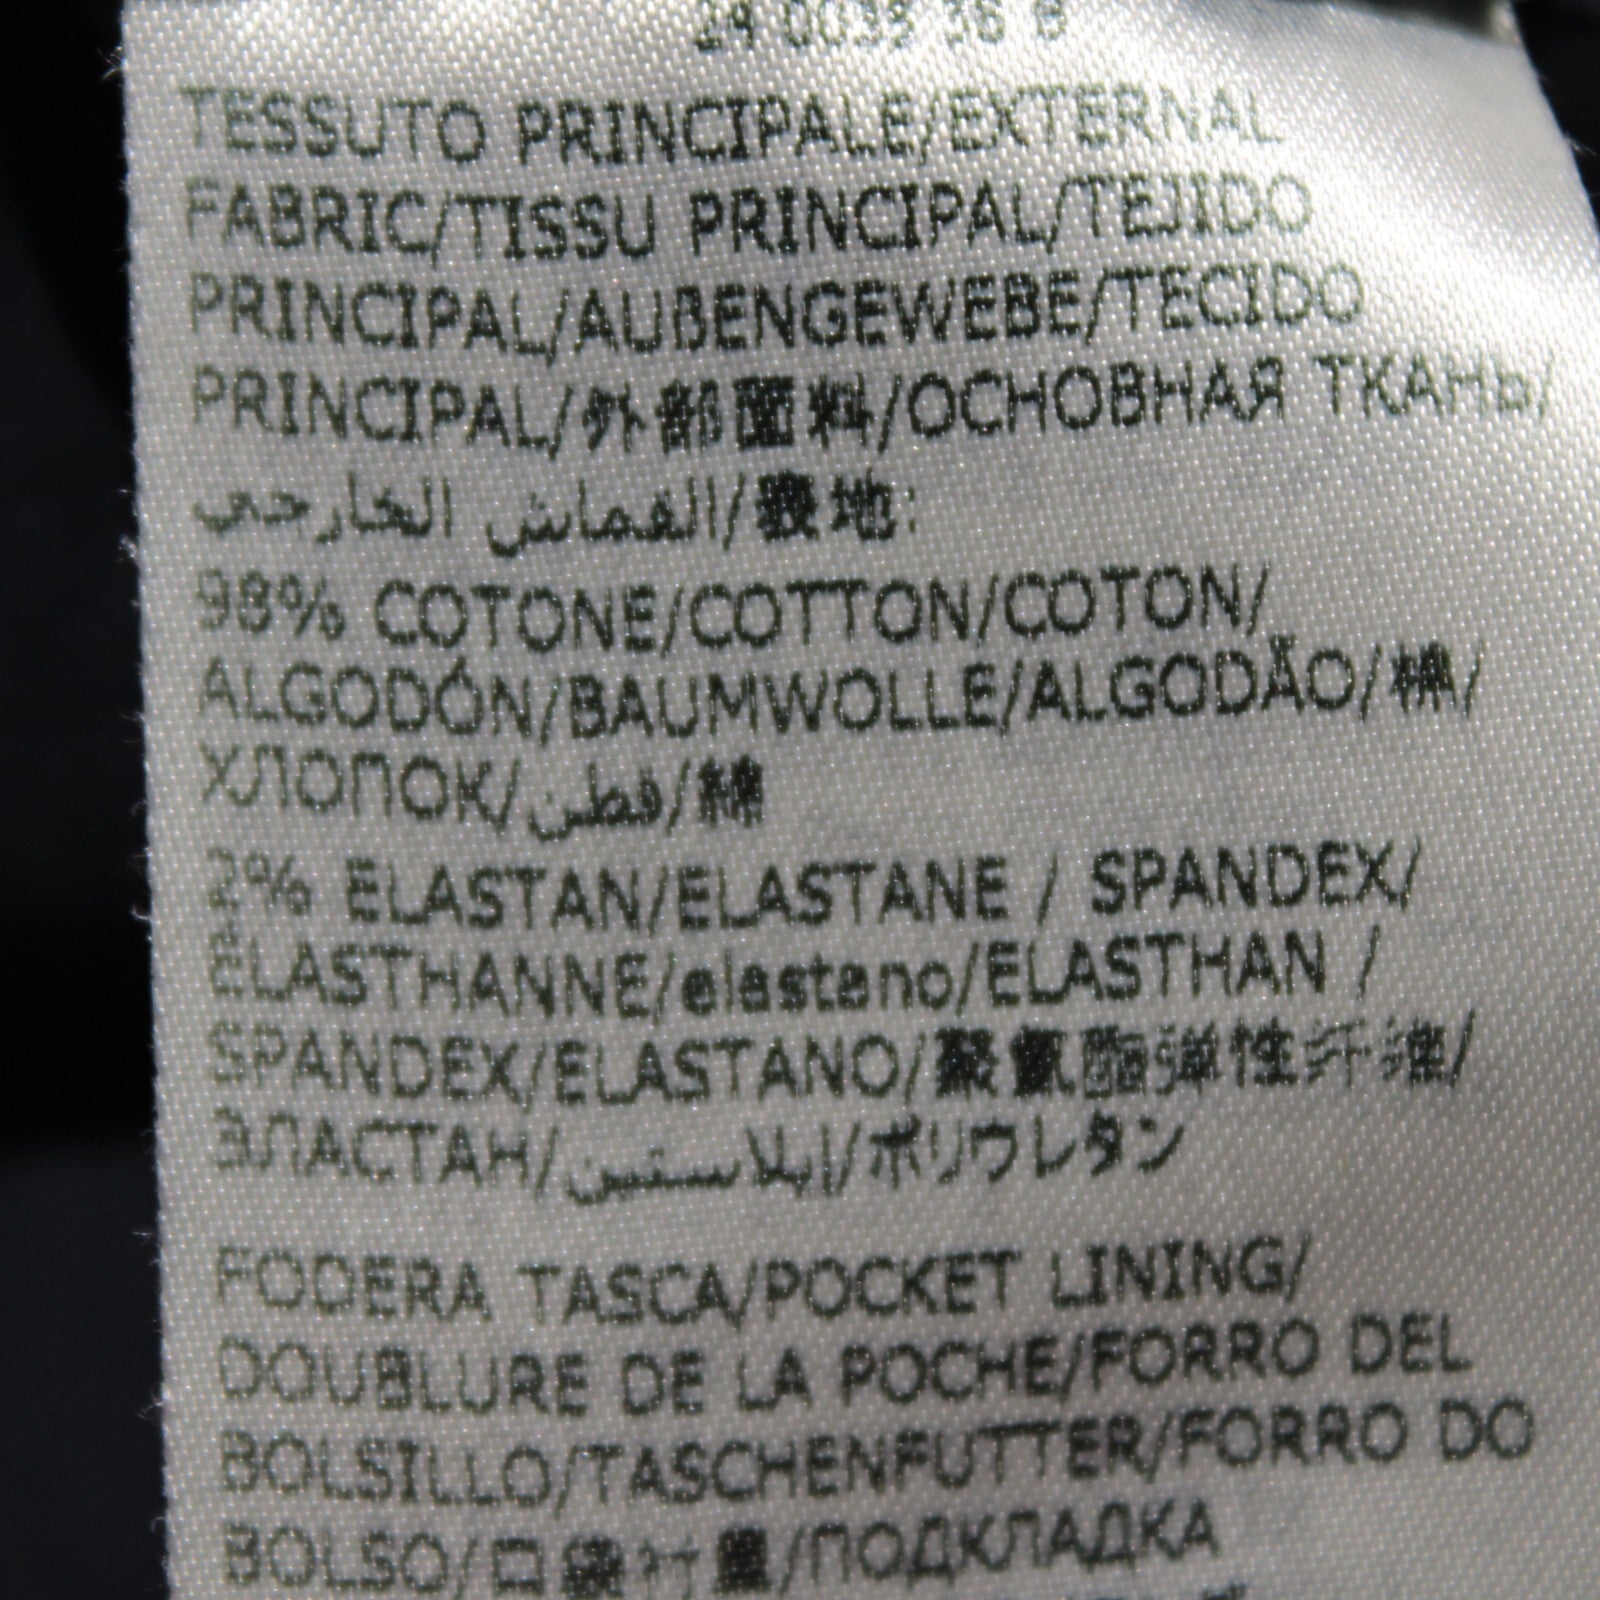 TESSUTO PRINCIPALE/EXTERNAL
FABRIC/TISSU PRINCIPAL/TEJIDO
PRINCIPAL/AUßENGEWEBE/TECIDO
PRINCIPAL/外部面料/ОСНОВНАЯ ТКАНЬ/
القماش الخارجي/表地:
98% COTONE/COTTON/COTON/
ALGODÓN/BAUMWOLLE/ALGODÃO/棉/
ХЛОПОК/قطن/綿
2% ELASTAN/ELASTANE / SPANDEX/
ÉLASTHANNE/elastano/ELASTHAN /
SPANDEX/ELASTANO/聚氨酯弹性纤维/
ЭЛАСТАН/إيلاستين/ポリウレタン
FODERA TASCA/POCKET LINING/
DOUBLURE DE LA POCHE/FORRO DEL
BOLSILLO/TASCHENFUTTER/FORRO DO
BOLSO/口袋衬里/ПОДКЛАДКА